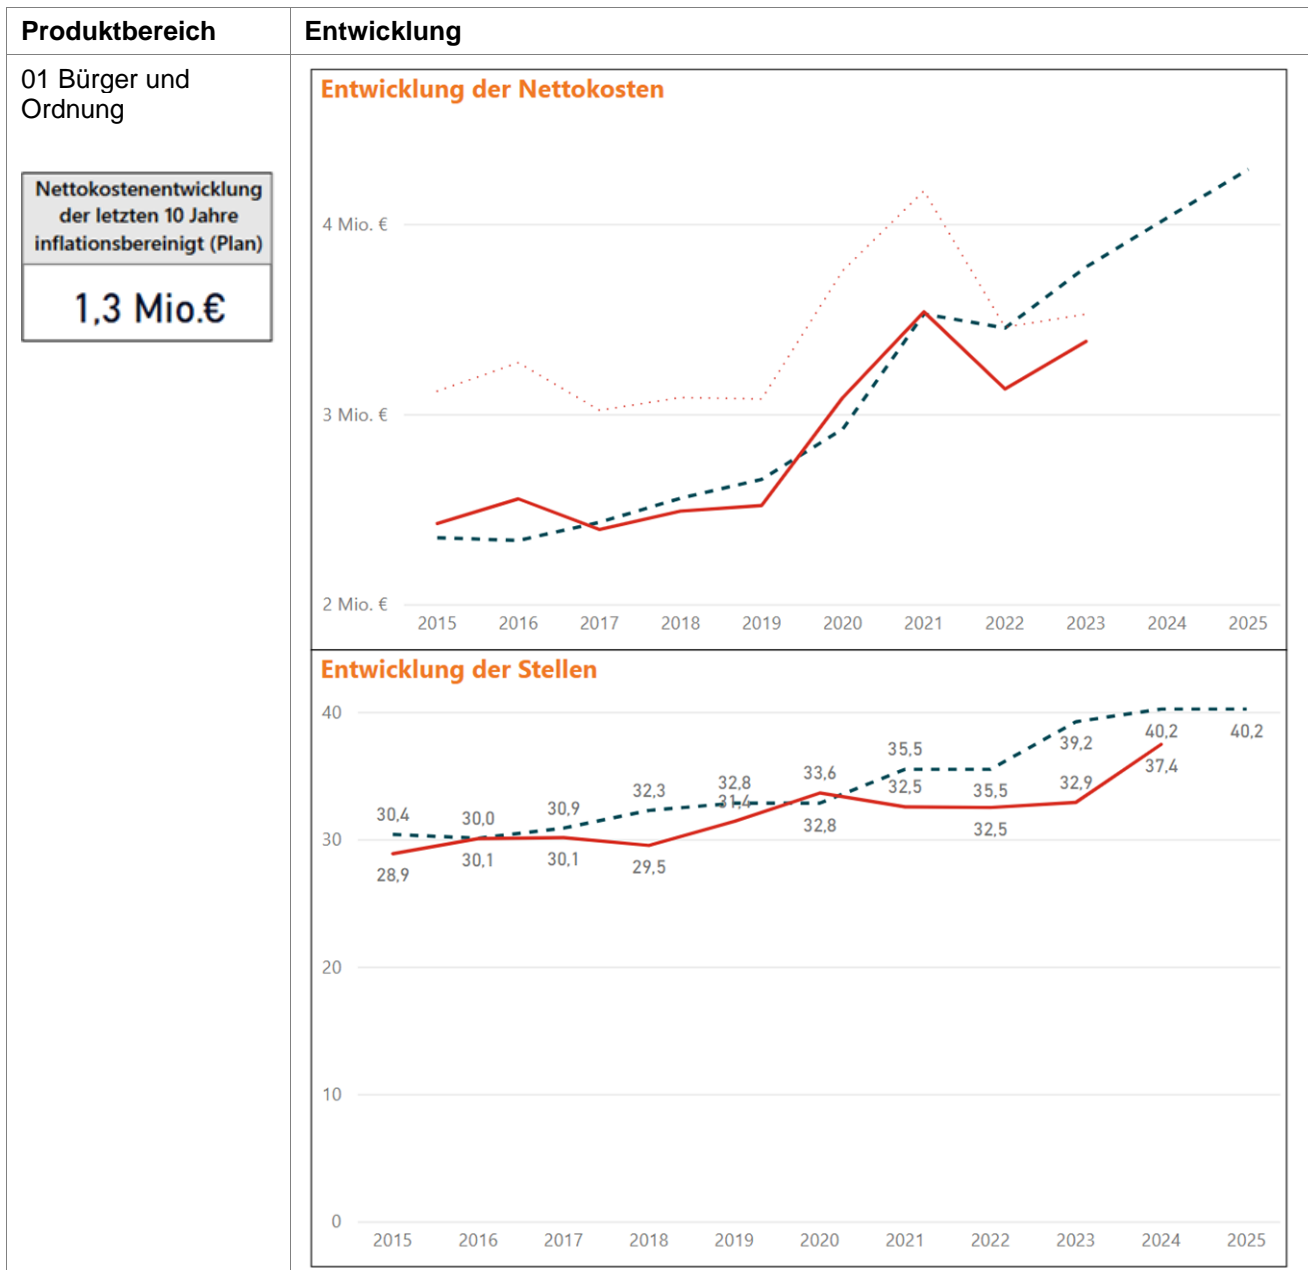 Produktbereich
Entwicklung
01 Bürger und
Ordnung
Nettokostenentwicklung
der letzten 10 Jahre
inflationsbereinigt (Plan)
1,3 Mio.€
Entwicklung der Nettokosten
4 Mio. €
3 Mio. €
2 Mio. €
2015 2016 2017 2018 2019 2020 2021 2022 2023 2024 2025
Entwicklung der Stellen
40
30
20
10
0
30,4 30,0 30,9 32,3 32,8 33,6 35,5 35,5 39,2 40,2 40,2
28,9 30,1 30,1 29,5 31,4 32,8 32,5 32,5 32,9 37,4
2015 2016 2017 2018 2019 2020 2021 2022 2023 2024 2025